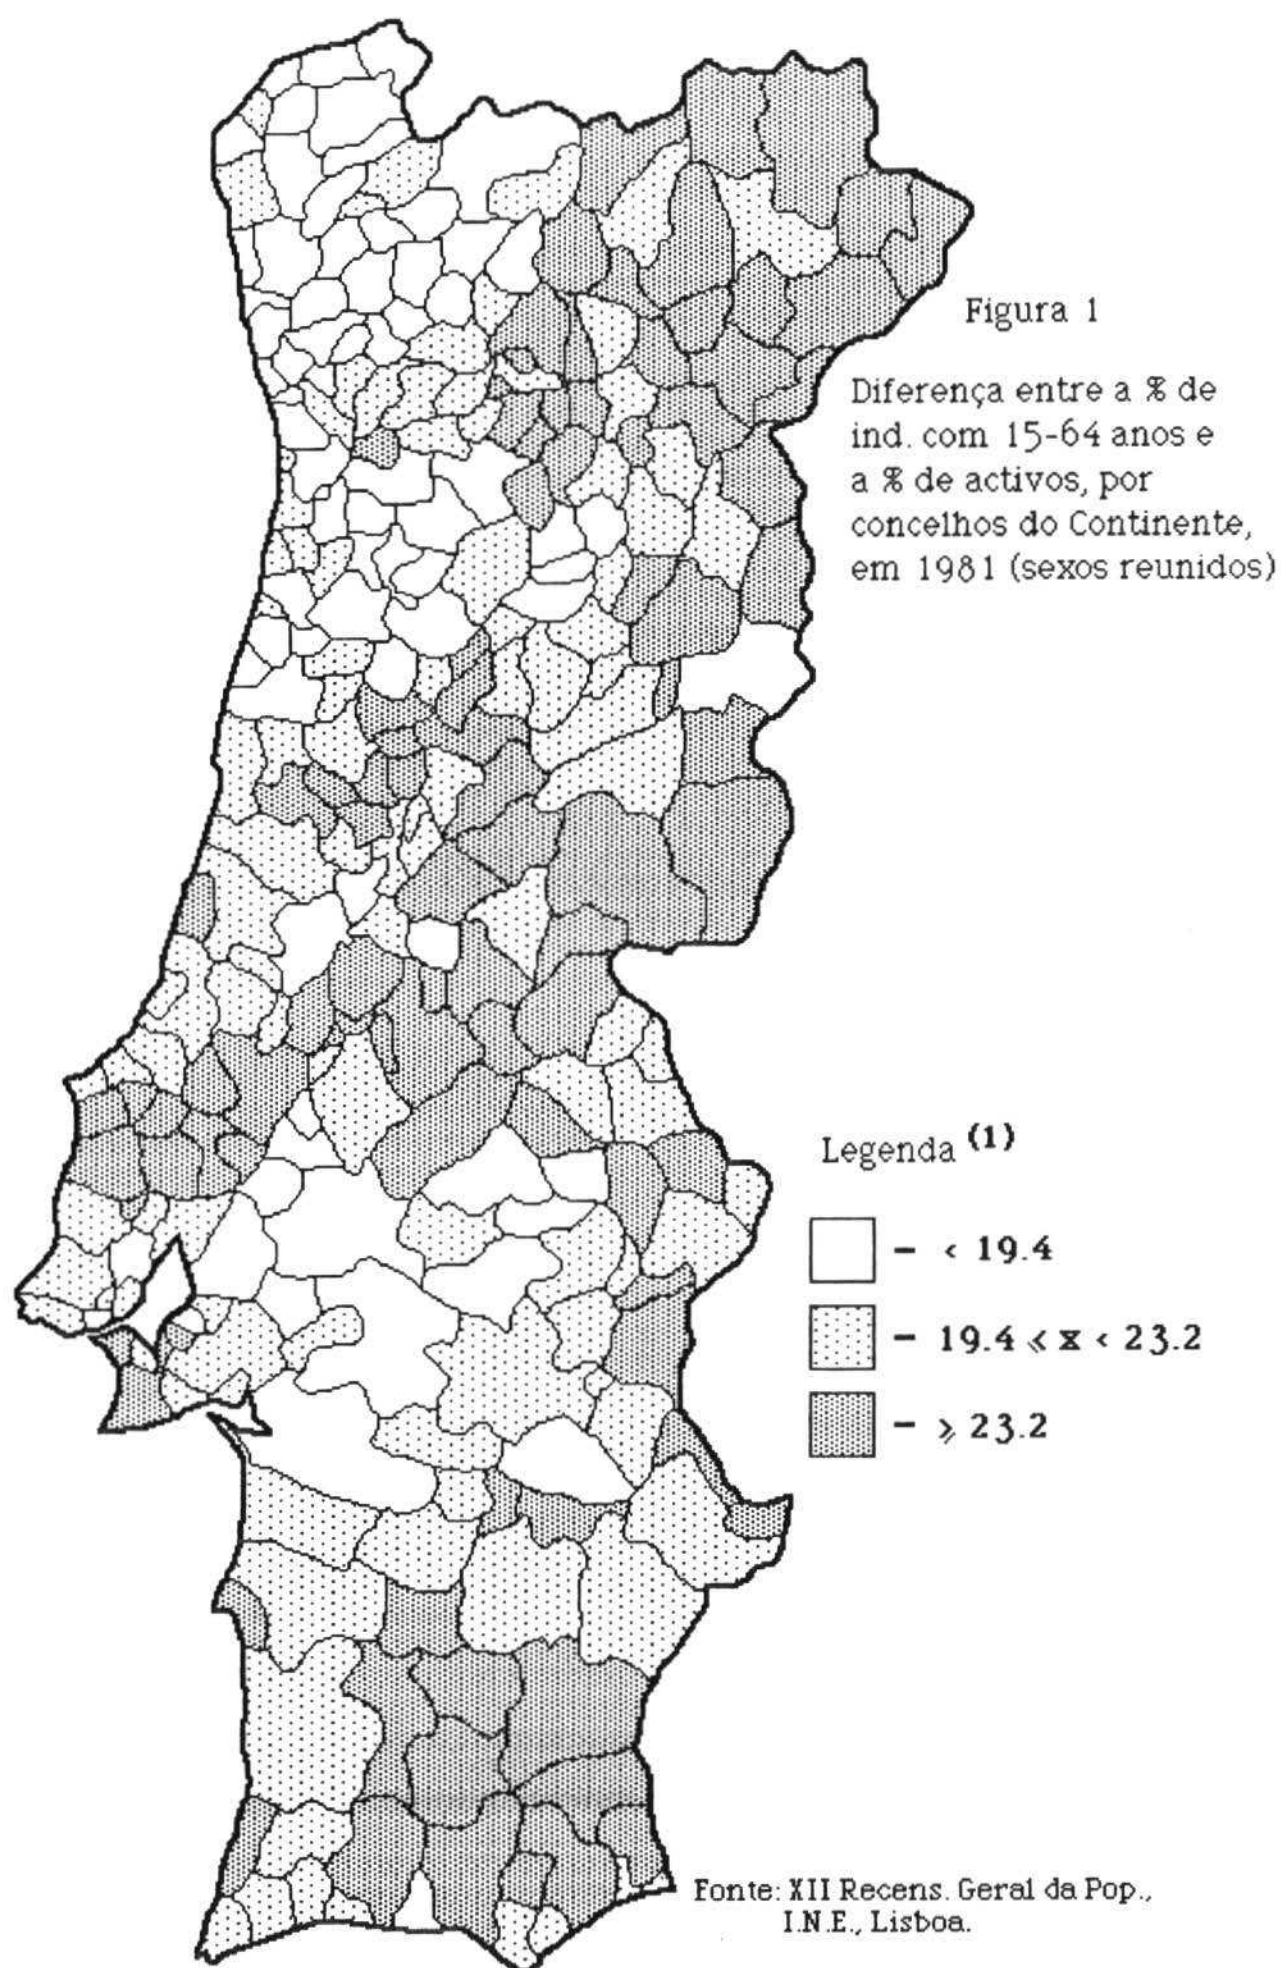 Figura 1
Diferença entre a % de
ind. com 15-64 anos e
a % de activos, por
concelhos do Continente,
em 1981 (sexos reunidos)
Legenda (1)
- < 19.4
- 19.4 ⩽ x < 23.2
- ⩾ 23.2
Fonte: XII Recens. Geral da Pop.,
I.N.E., Lisboa.